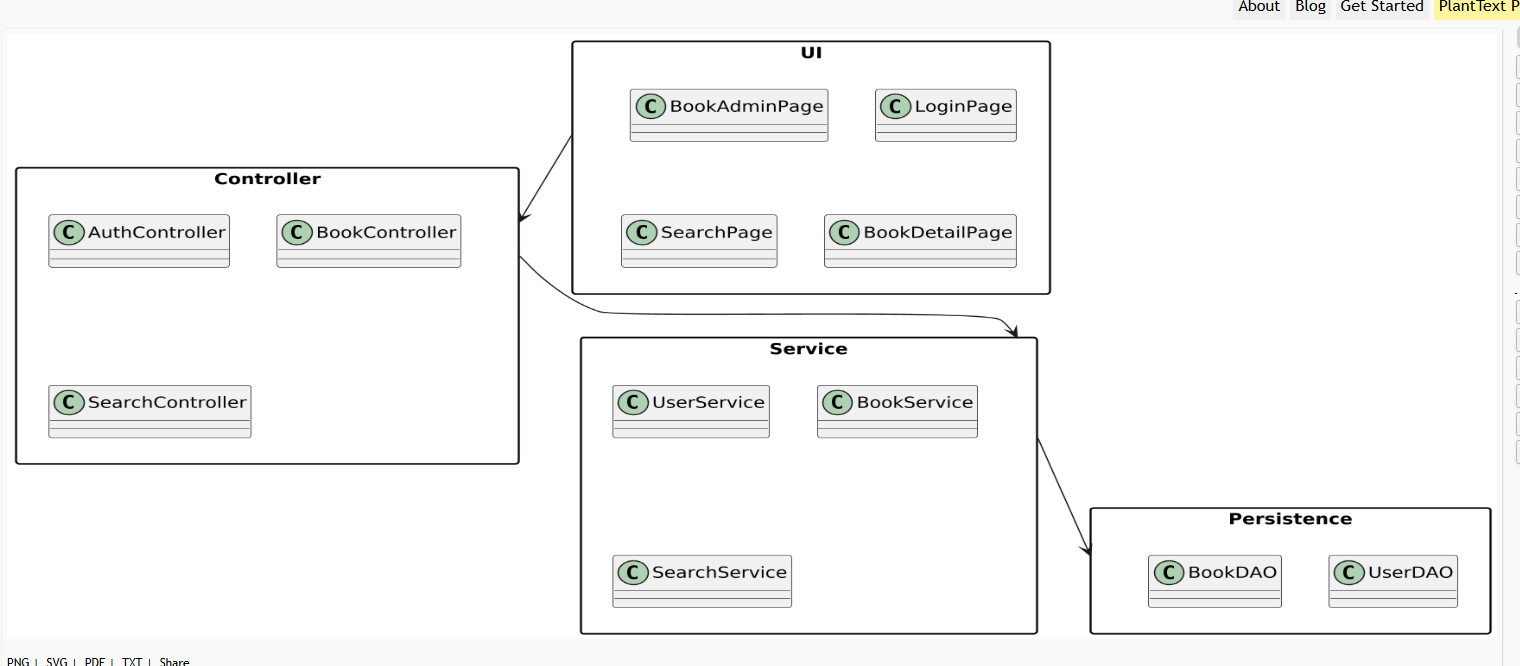 About Blog Get Started PlantText P
UI
C BookAdminPage
C LoginPage
Controller
C AuthController
C BookController
C SearchPage
C BookDetailPage
Service
C SearchController
C UserService
C BookService
Persistence
C SearchService
C BookDAO
C UserDAO
PNG | SVG | PDF | TXT | Share